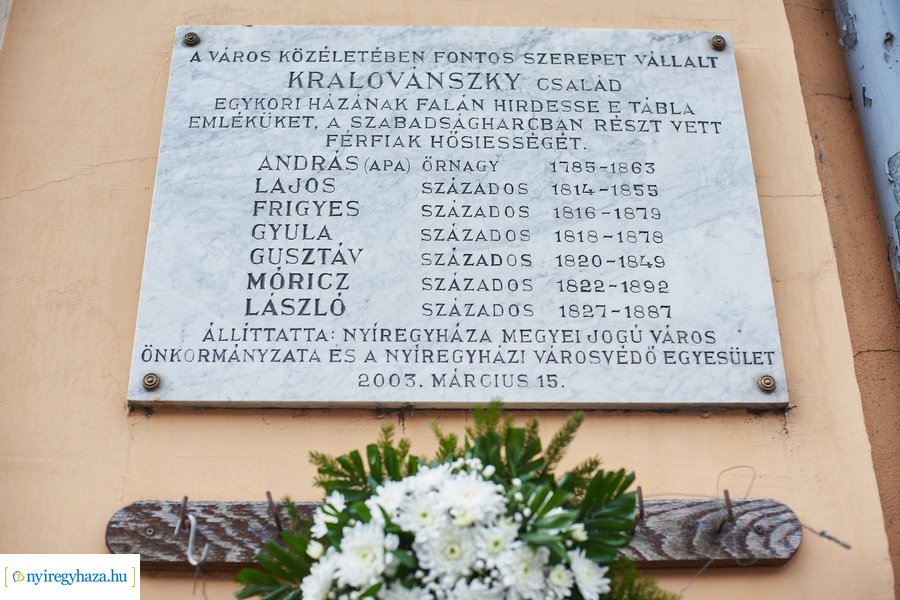 A VÁROS KÖZÉLETÉBEN FONTOS SZEREPET VÁLLALT
KRALOVÁNSZKY CSALÁD
EGYKORI HÁZÁNAK FALÁN HIRDESSE E TÁBLA
EMLÉKÜKET, A SZABADSÁGHARCBAN RÉSZT VETT
FÉRFIAK HŐSIESSÉGÉT.
ANDRÁS (APA) ŐRNAGY 1785-1863
LAJOS SZÁZADOS 1814-1855
FRIGYES SZÁZADOS 1816-1879
GYULA SZÁZADOS 1818-1878
GUSZTÁV SZÁZADOS 1820-1849
MÓRICZ SZÁZADOS 1822-1892
LÁSZLÓ SZÁZADOS 1827-1887
ÁLLÍTTATTA: NYÍREGYHÁZA MEGYEI JOGÚ VÁROS
ÖNKORMÁNYZATA ÉS A NYÍREGYHÁZI VÁROSVÉDŐ EGYESÜLET
2003. MÁRCIUS 15.
[nyiregyhaza.hu]